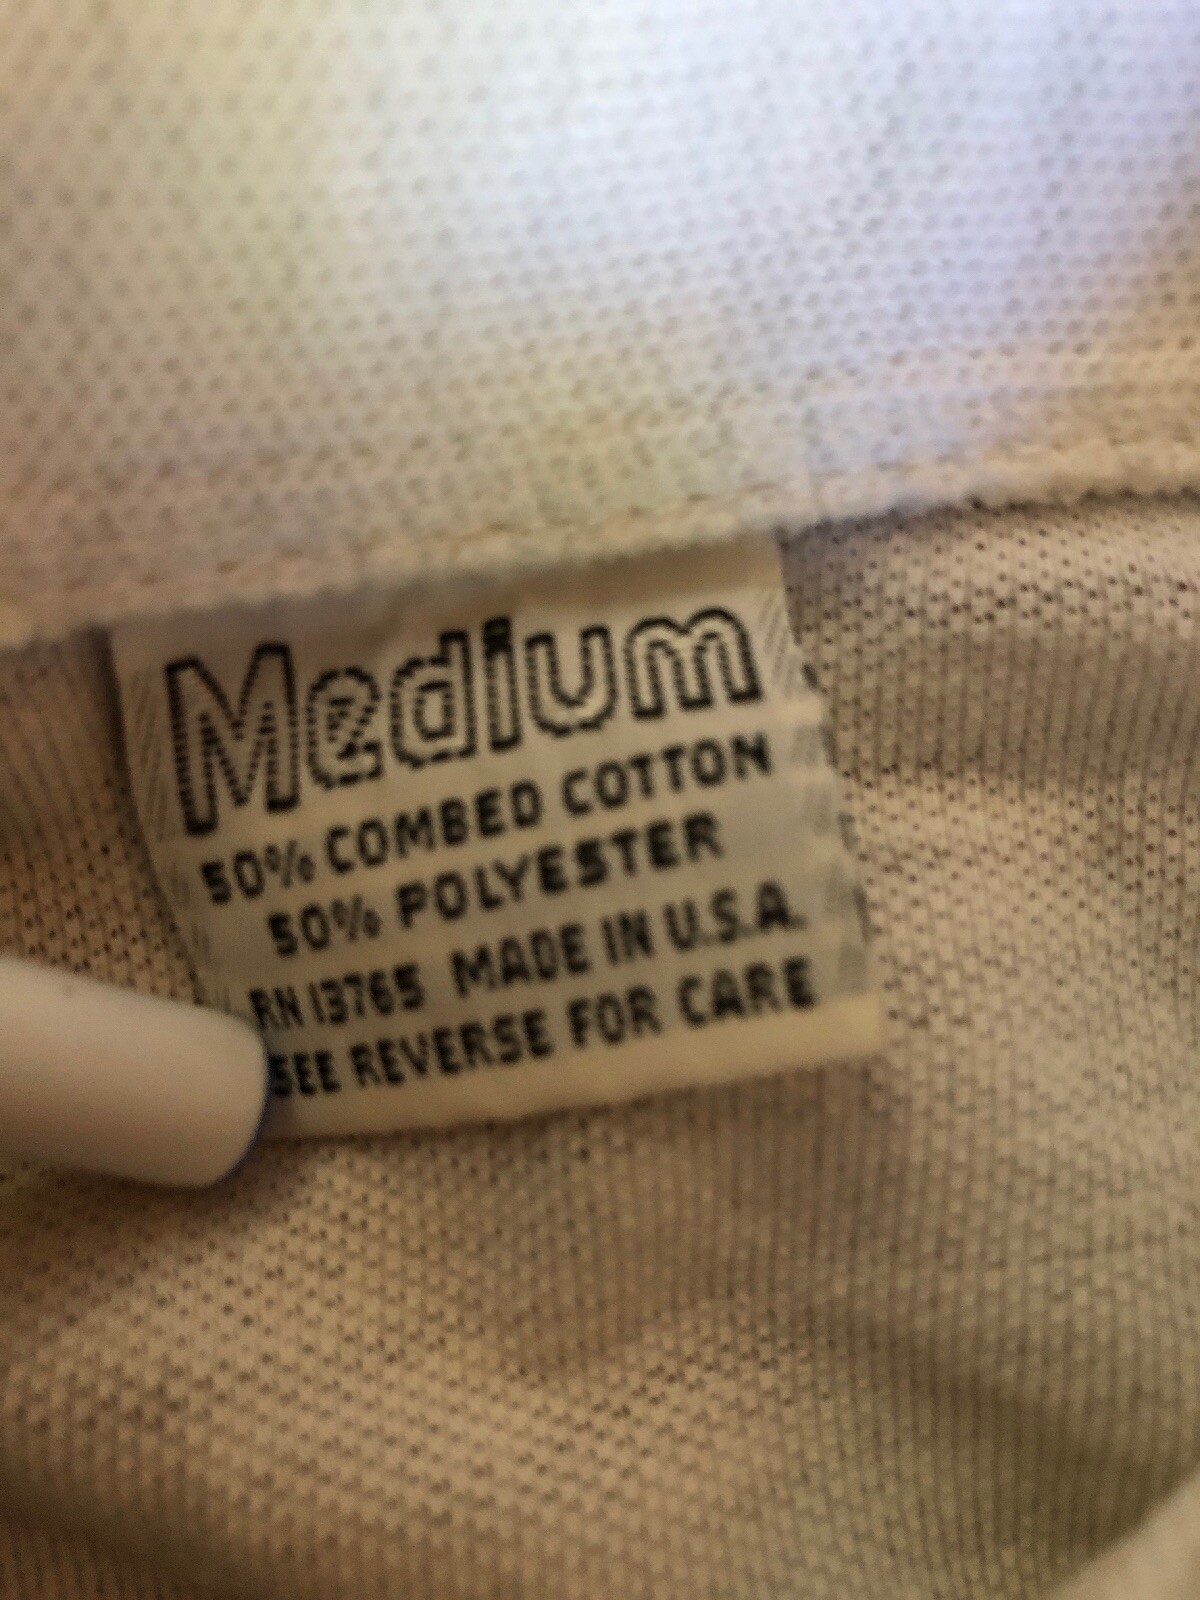 Medium
50% COMBED COTTON
50% POLYESTER
RN 13765 MADE IN U.S.A.
SEE REVERSE FOR CARE